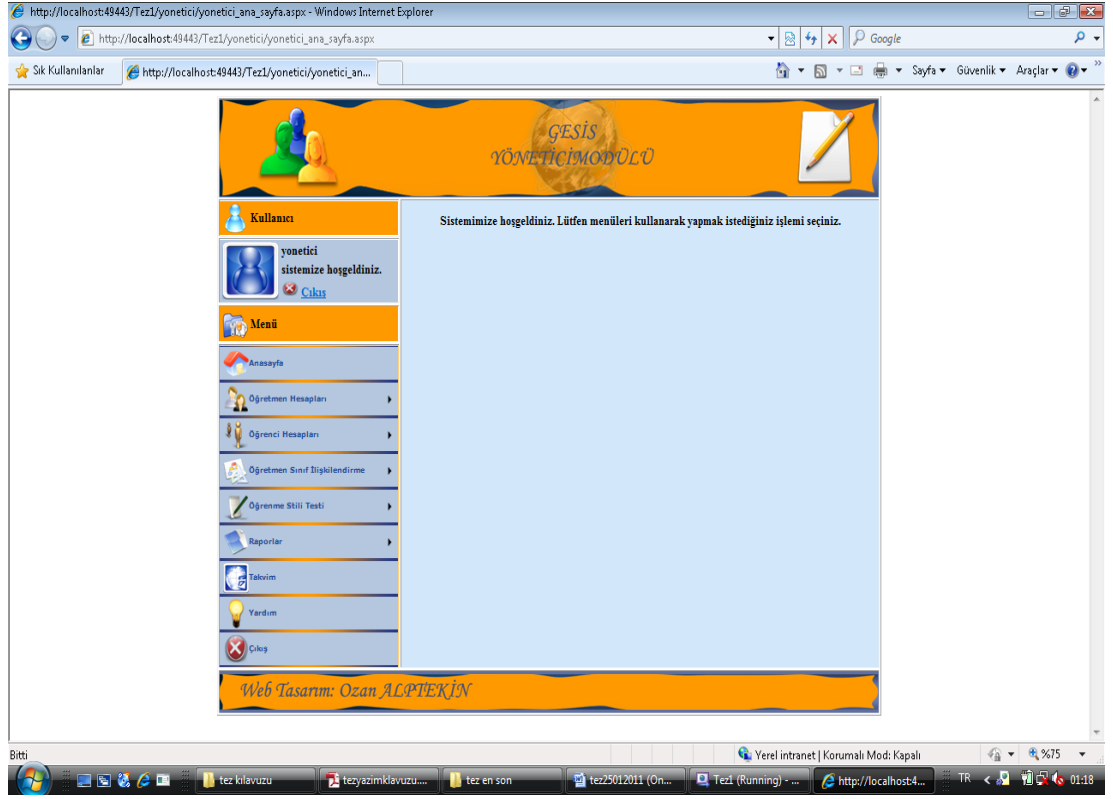 http://localhost:49443/Tez1/yonetici/yonetici_ana_sayfa.aspx - Windows Internet Explorer
http://localhost:49443/Tez1/yonetici/yonetici_ana_sayfa.aspx
Google
Sık Kullanılanlar
http://localhost:49443/Tez1/yonetici/yonetici_an...
Sayfa
Güvenlik
Araçlar
GESİS
YÖNETİCİMODÜLÜ
Kullanıcı
Sistemimize hoşgeldiniz. Lütfen menüleri kullanarak yapmak istediğiniz işlemi seçiniz.
yonetici
sistemize hoşgeldiniz.
Çıkış
Menü
Anasayfa
Öğretmen Hesapları
Öğrenci Hesapları
Öğretmen Sınıf İlişkilendirme
Öğrenme Stili Testi
Raporlar
Takvim
Yardım
Çıkış
Web Tasarım: Ozan ALPTEKİN
Bitti
Yerel intranet | Korumalı Mod: Kapalı
%75
tez kılavuzu
tezyazimklavuzu....
tez en son
tez25012011 (On...
Tez1 (Running) - ...
http://localhost:4...
TR
01:18